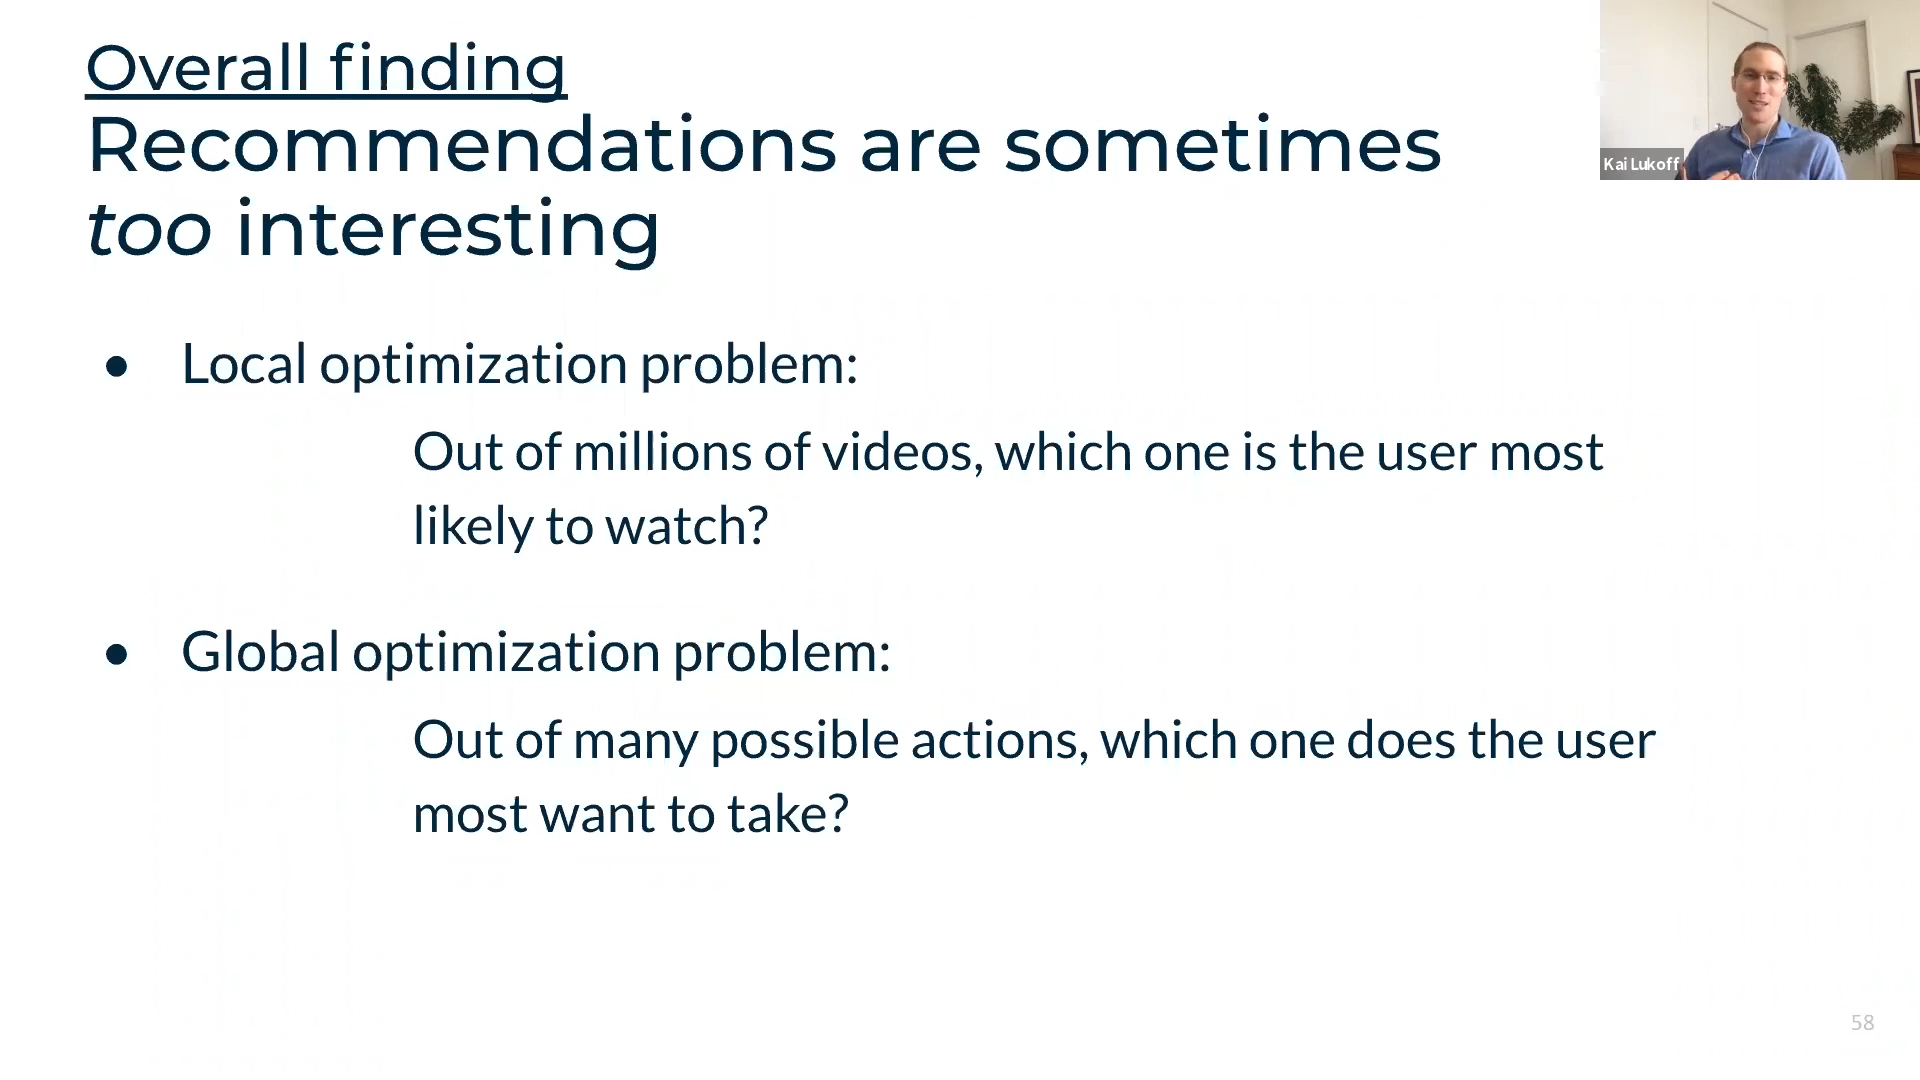 Overall finding
Recommendations are sometimes
too interesting
Kai Lukoff
● Local optimization problem:
Out of millions of videos, which one is the user most
likely to watch?
● Global optimization problem:
Out of many possible actions, which one does the user
most want to take?
58